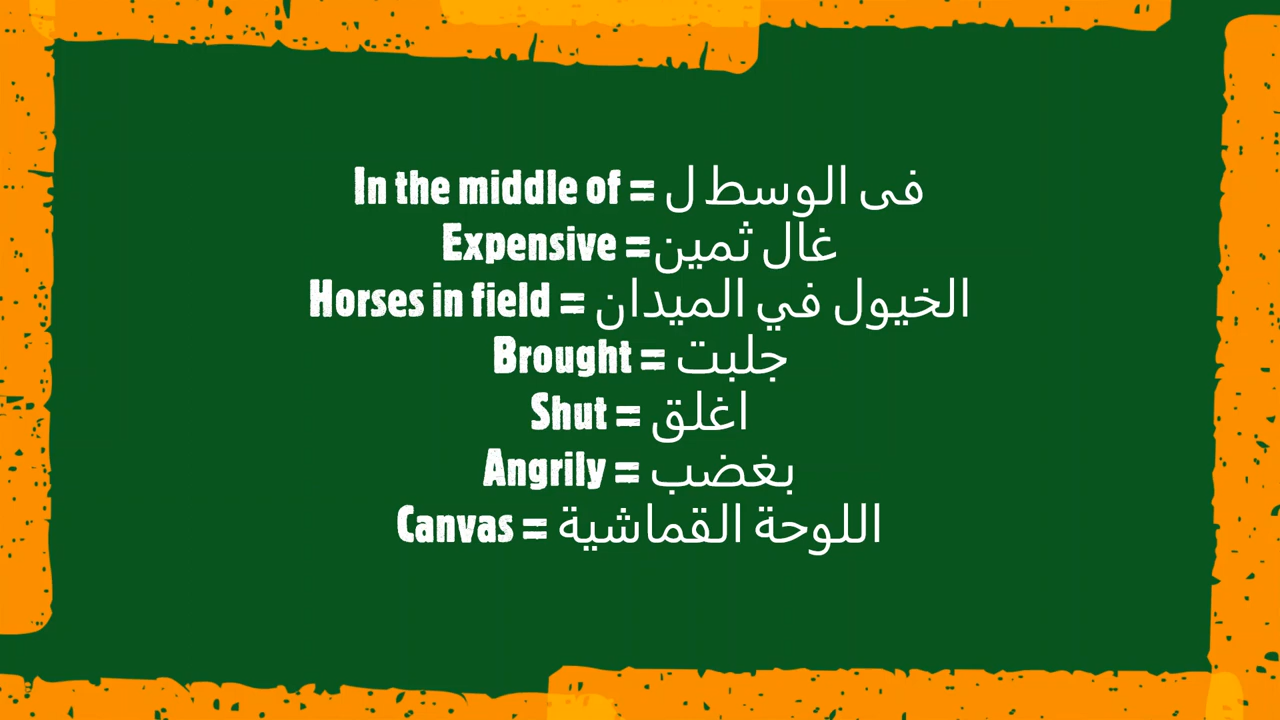 In the middle of = فى الوسط ل
Expensive =غال ثمين
Horses in field = الخيول في الميدان
Brought = جلبت
Shut = اغلق
Angrily = بغضب
Canvas = اللوحة القماشية